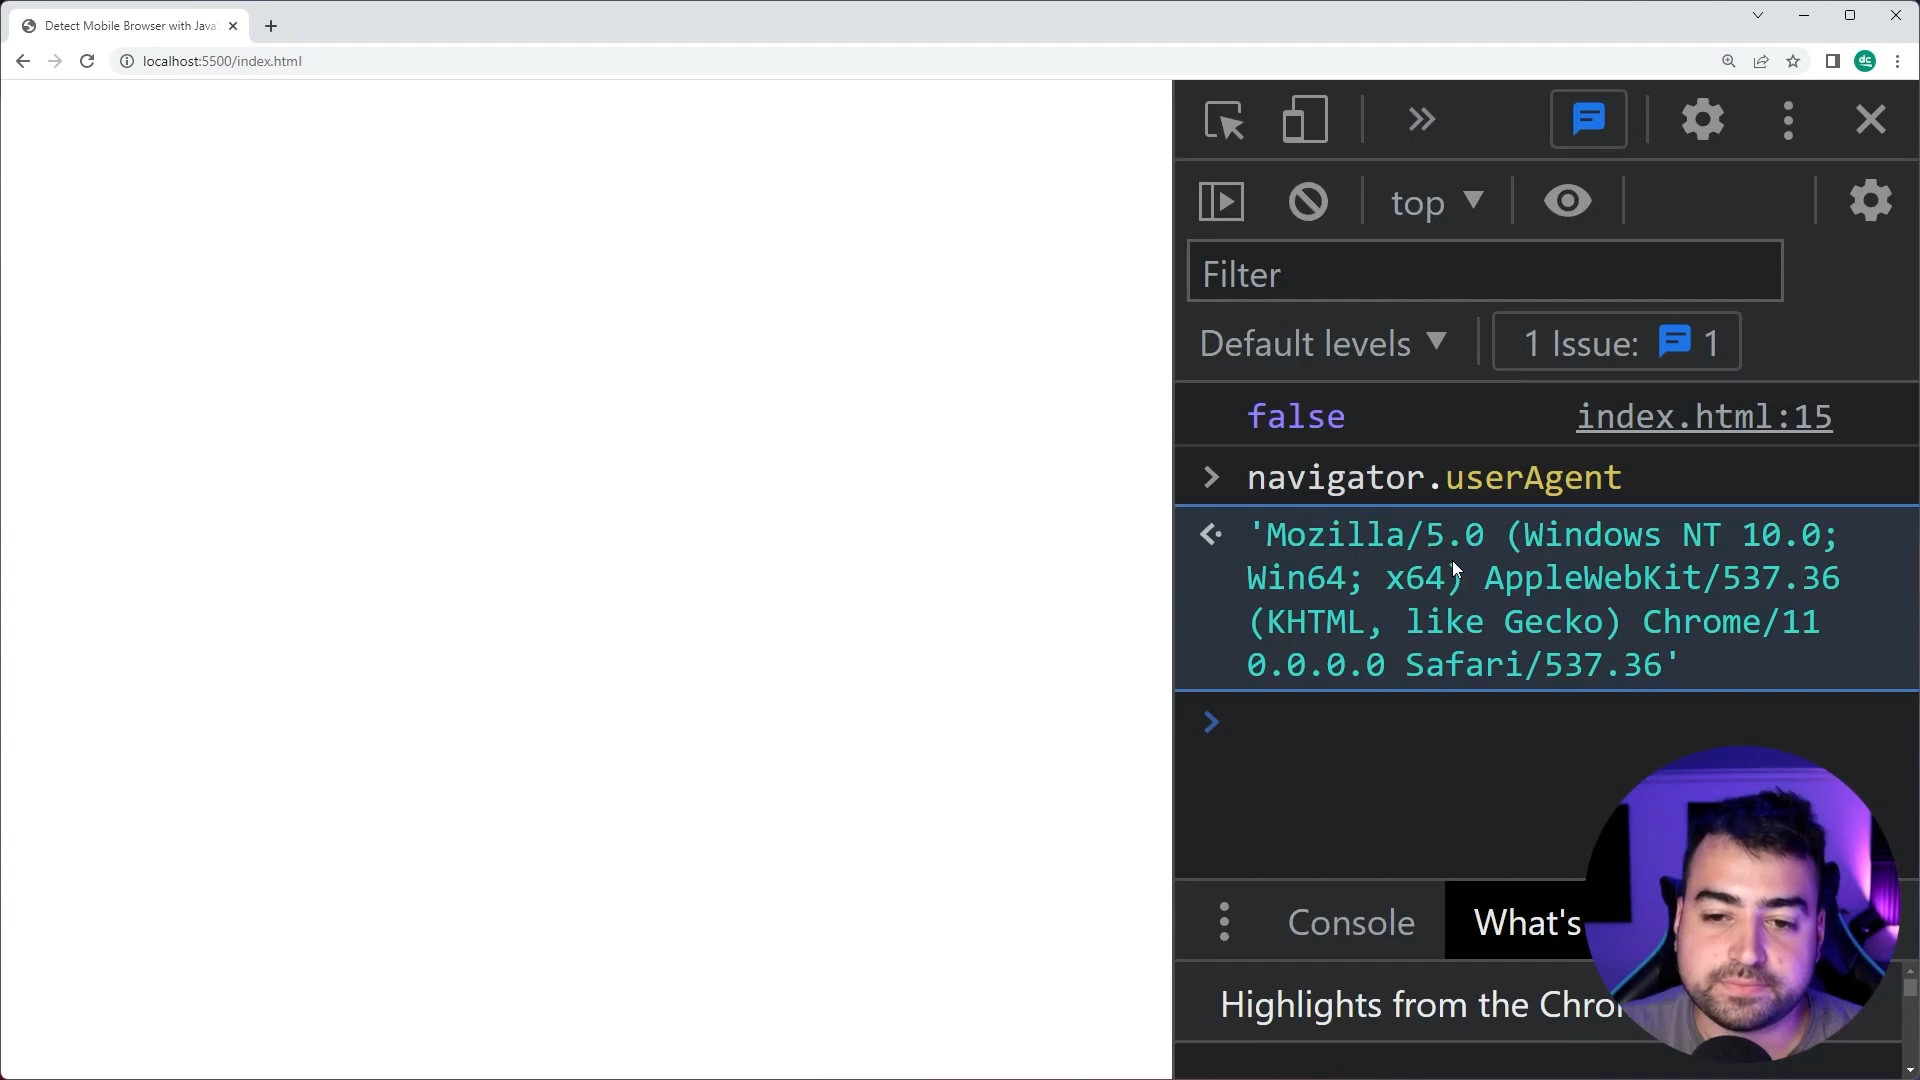 Detect Mobile Browser with Java
localhost:5500/index.html
dc
top
Filter
Default levels
1 Issue: 1
false index.html:15
navigator.userAgent
'Mozilla/5.0 (Windows NT 10.0;
Win64; x64) AppleWebKit/537.36
(KHTML, like Gecko) Chrome/11
0.0.0.0 Safari/537.36'
Console What's
Highlights from the Chro